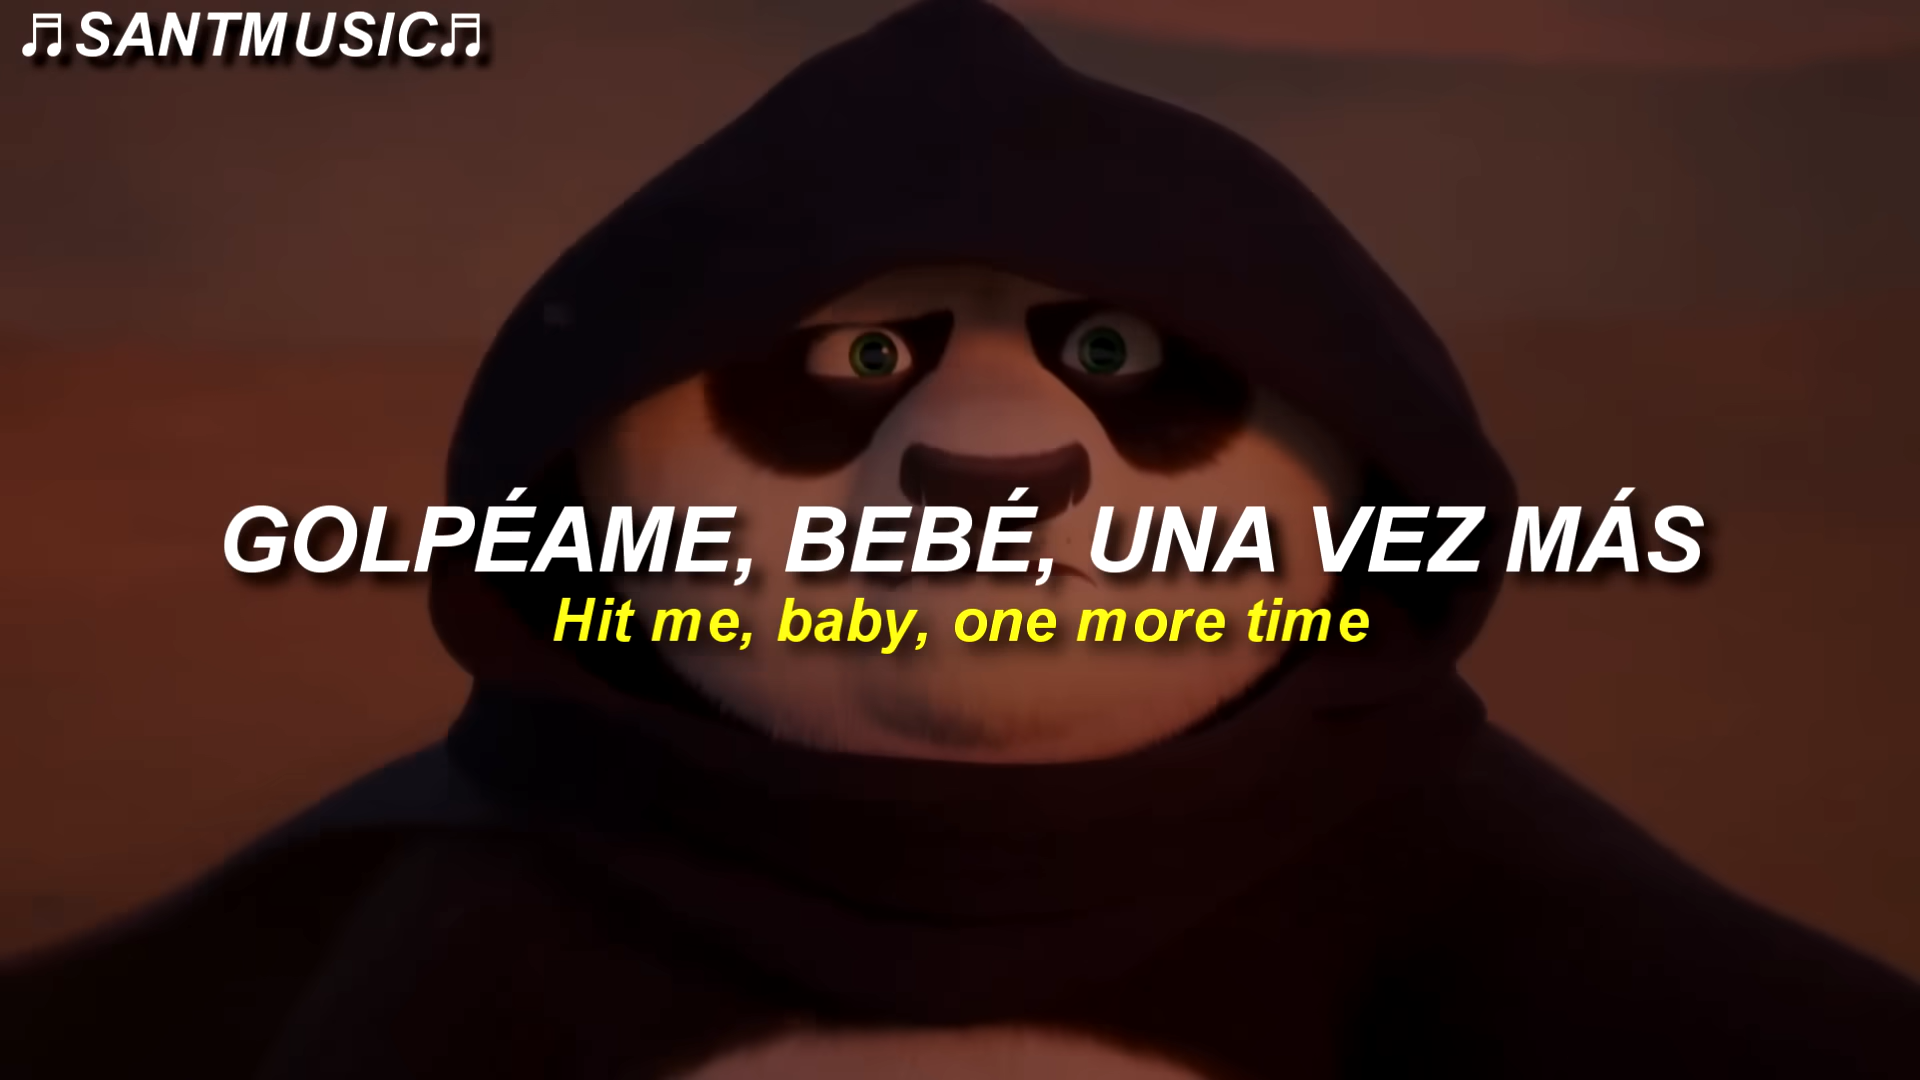 ♬SANTMUSIC♬
GOLPÉAME, BEBÉ, UNA VEZ MÁS
Hit me, baby, one more time